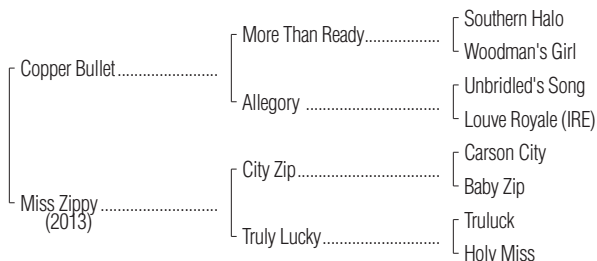 Southern Halo
More Than Ready
Woodman's Girl
Copper Bullet
Unbridled's Song
Allegory
Louve Royale (IRE)
Carson City
City Zip
Baby Zip
Miss Zippy
(2013)
Truluck
Truly Lucky
Holy Miss